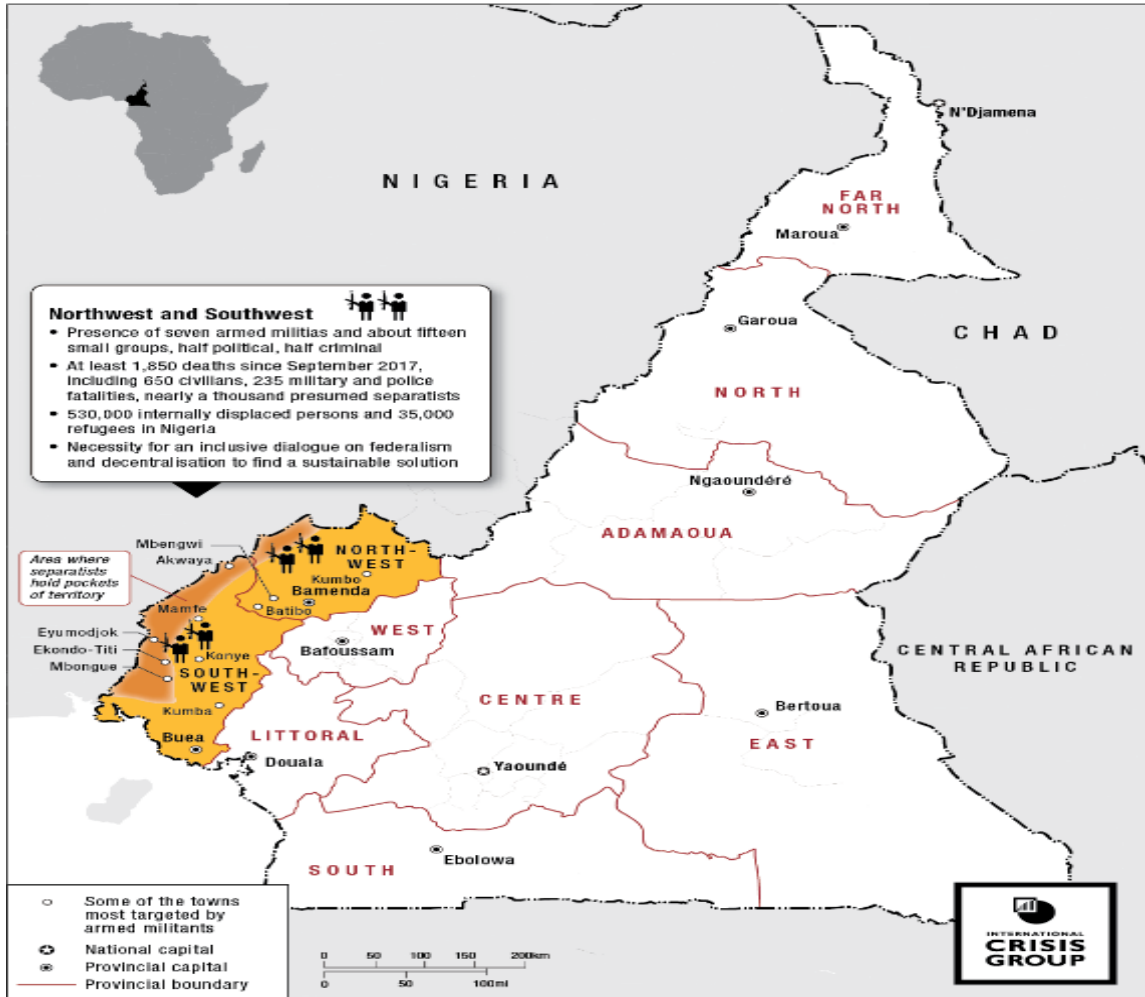 N'Djamena
NIGERIA
FAR
NORTH
Maroua
Northwest and Southwest
• Presence of seven armed militias and about fifteen
small groups, half political, half criminal
• At least 1,850 deaths since September 2017,
including 650 civilians, 235 military and police
fatalities, nearly a thousand presumed separatists
• 530,000 internally displaced persons and 35,000
refugees in Nigeria
• Necessity for an inclusive dialogue on federalism
and decentralisation to find a sustainable solution
Garoua
CHAD
NORTH
Ngaoundéré
ADAMAOUA
Mbengwi
Akwaya
NORTH-
WEST
Area where
separatists
hold pockets
of territory
Kumbo
Bamenda
Batibo
Mamfe
Eyumodjok
Ekondo-Titi
Mbongue
Konye
SOUTH-
WEST
Kumba
Buea
WEST
Bafoussam
CENTRAL AFRICAN
REPUBLIC
CENTRE
Bertoua
EAST
LITTORAL
Douala
Yaoundé
SOUTH
Ebolowa
Some of the towns
most targeted by
armed militants
National capital
Provincial capital
Provincial boundary
0 50 100 150 200km
0 50 100mi
INTERNATIONAL
CRISIS
GROUP